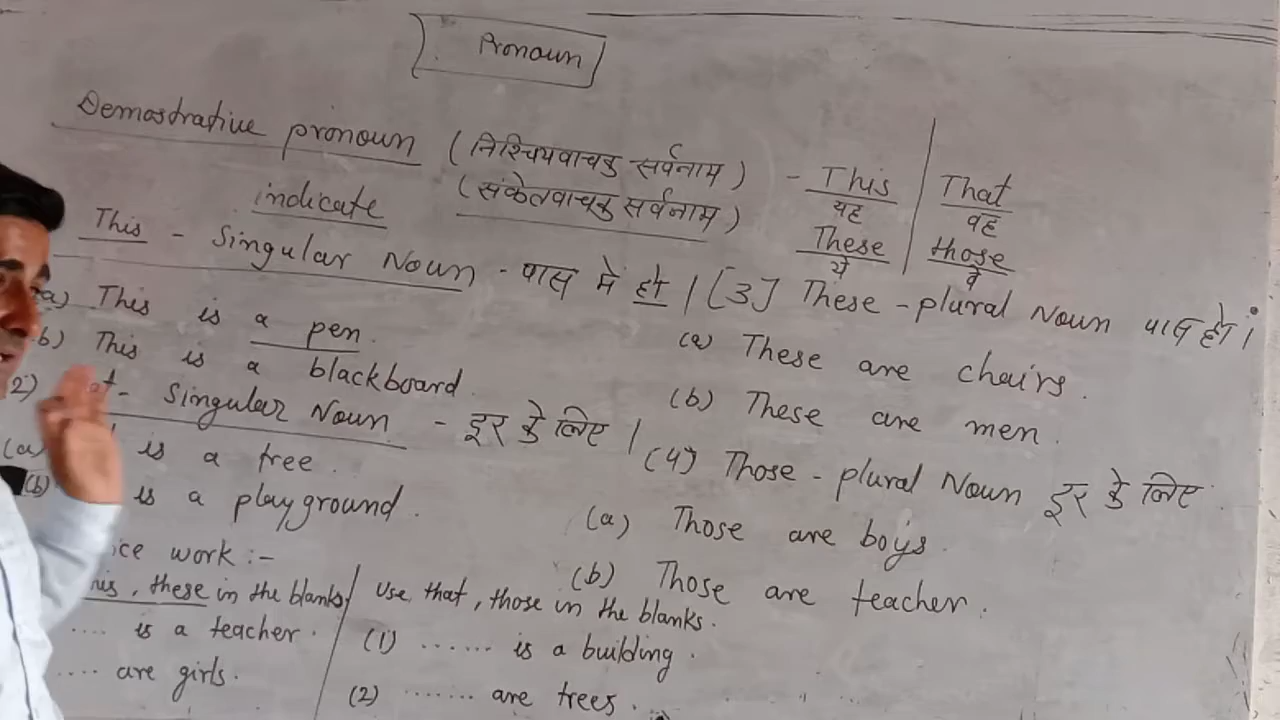 Pronoun
Demostrative pronoun (निश्चियवाचक सर्वनाम) - This | That
यह | वह
indicate (संकेतवाचक सर्वनाम) These | those
ये | वे
This - Singular Noun - पास में हो |
a) This is a pen.
b) This is a blackboard.
2) - Singular Noun - दूर के लिए |
(a) is a tree.
(b) is a playground.
[3] These - plural Noun पास हो।
(a) These are chairs.
(b) These are men.
(4) Those - plural Noun दूर के लिए
(a) Those are boys.
(b) Those are teacher.
work :-
these in the blanks/
.... is a teacher.
.... are girls.
Use that, those in the blanks.
(1) ...... is a building.
(2) ....... are trees.